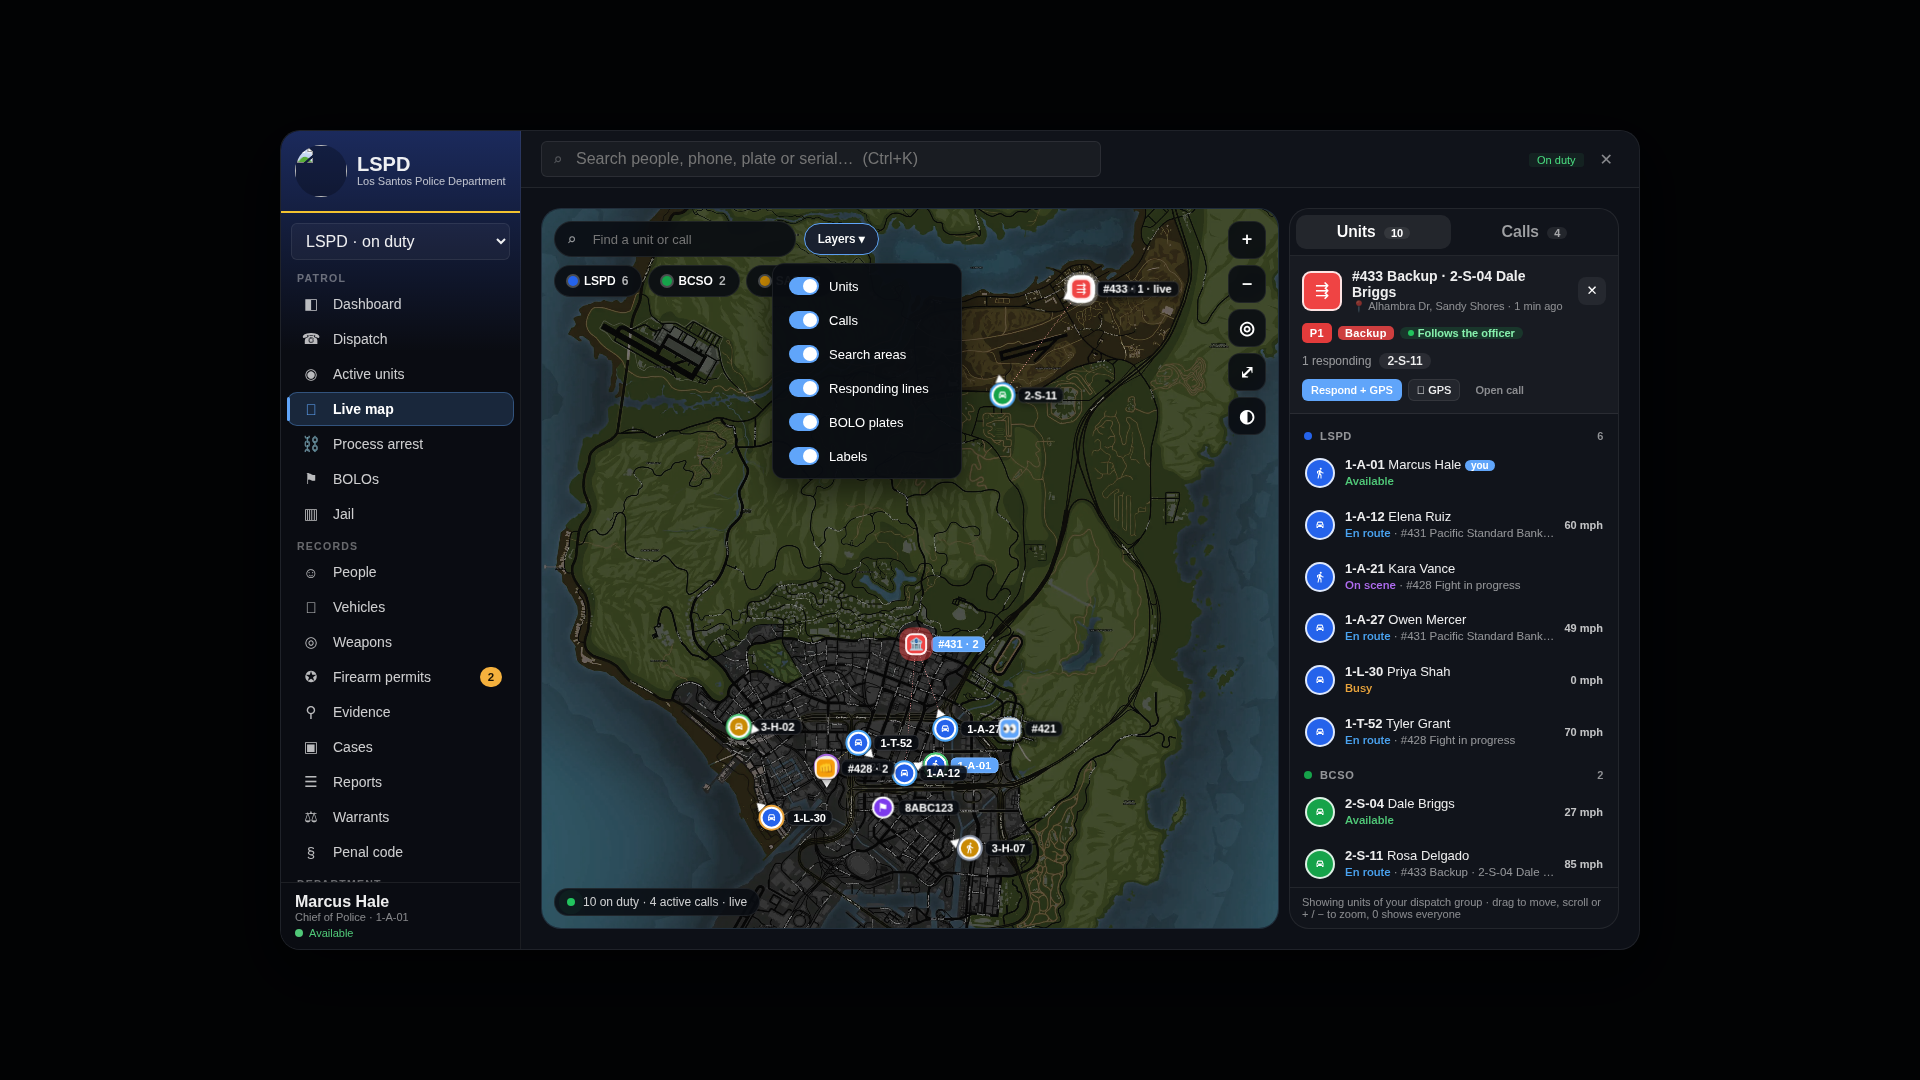 LSPD
Los Santos Police Department
LSPD · on duty
PATROL
Dashboard
Dispatch
Active units
Live map
Process arrest
BOLOs
Jail
RECORDS
People
Vehicles
Weapons
Firearm permits 2
Evidence
Cases
Reports
Warrants
§ Penal code
Marcus Hale
Chief of Police · 1-A-01
Available
Search people, phone, plate or serial… (Ctrl+K)
On duty ✕
Find a unit or call
Layers ▾
LSPD 6
BCSO 2
Units
Calls
Search areas
Responding lines
BOLO plates
Labels
+
−
#433 · 1 · live
2-S-11
#431 · 2
3-H-02
1-A-27
#421
1-T-52
#428 · 2
1-A-01
1-A-12
8ABC123
1-L-30
3-H-07
10 on duty · 4 active calls · live
Units 10
Calls 4
#433 Backup · 2-S-04 Dale
Briggs
Alhambra Dr, Sandy Shores · 1 min ago
✕
P1 Backup Follows the officer
1 responding 2-S-11
Respond + GPS GPS Open call
LSPD 6
1-A-01 Marcus Hale you
Available
1-A-12 Elena Ruiz
En route · #431 Pacific Standard Bank…
60 mph
1-A-21 Kara Vance
On scene · #428 Fight in progress
1-A-27 Owen Mercer
En route · #431 Pacific Standard Bank…
49 mph
1-L-30 Priya Shah
Busy
0 mph
1-T-52 Tyler Grant
En route · #428 Fight in progress
70 mph
BCSO 2
2-S-04 Dale Briggs
Available
27 mph
2-S-11 Rosa Delgado
En route · #433 Backup · 2-S-04 Dale …
85 mph
Showing units of your dispatch group · drag to move, scroll or
+ / − to zoom, 0 shows everyone